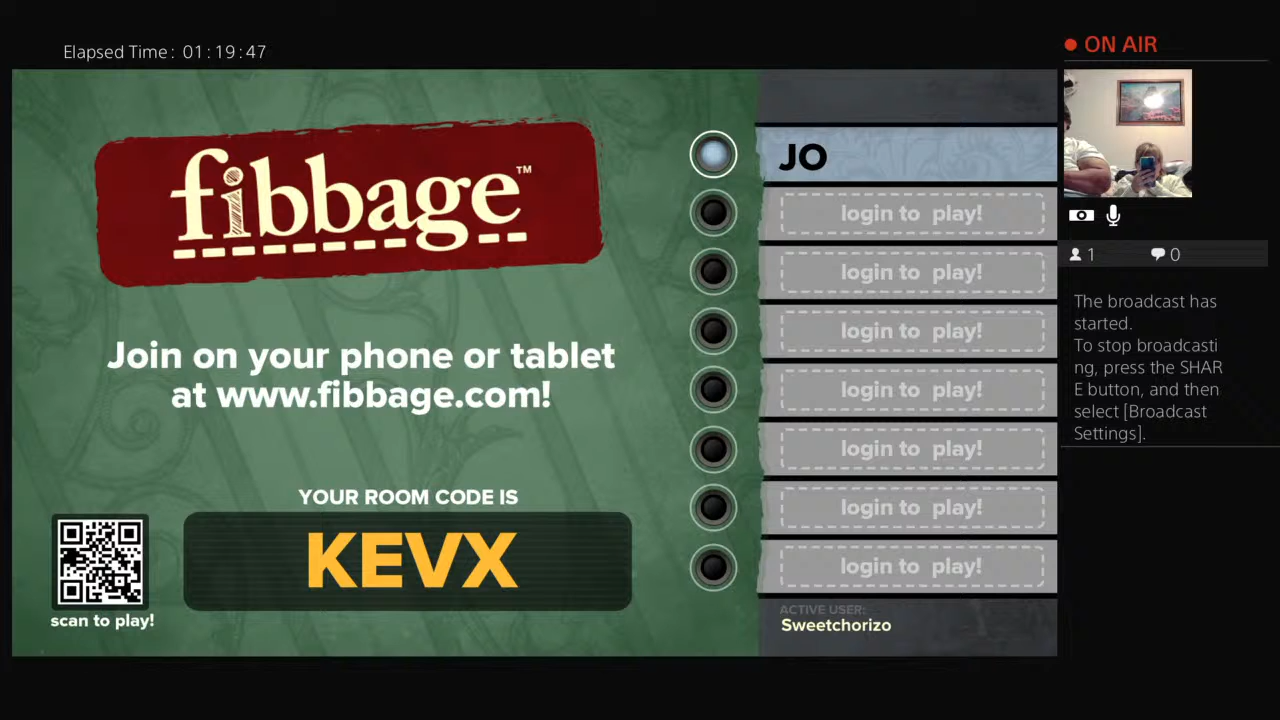 Elapsed Time: 01:19:47
ON AIR
fibbage™
JO
login to play!
login to play!
login to play!
login to play!
login to play!
login to play!
login to play!
Join on your phone or tablet
at www.fibbage.com!
YOUR ROOM CODE IS
KEVX
scan to play!
ACTIVE USER:
Sweetchorizo
1
0
The broadcast has
started.
To stop broadcasti
ng, press the SHAR
E button, and then
select [Broadcast
Settings].